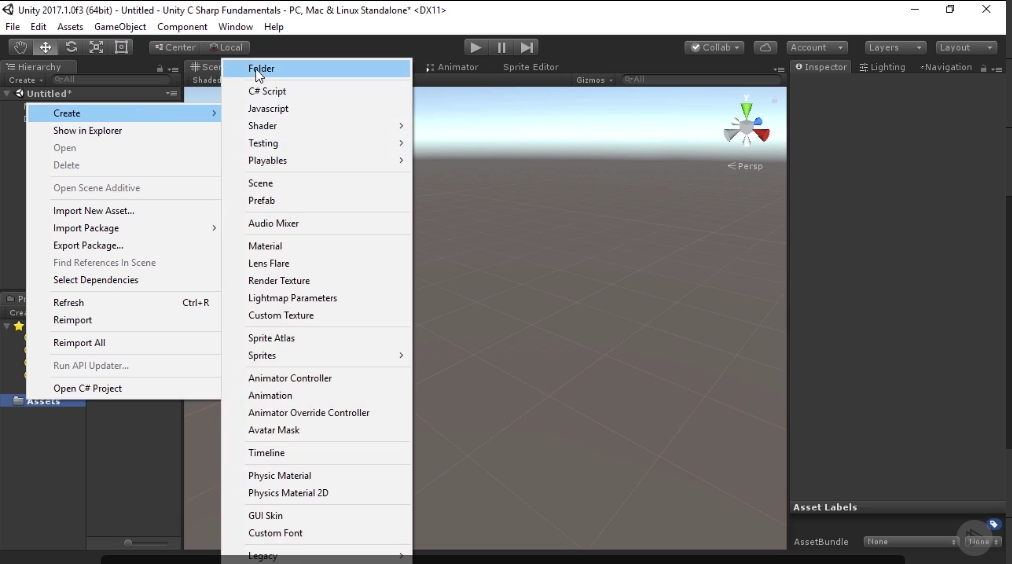 Unity 2017.1.0f3 (64bit) - Untitled - Unity C Sharp Fundamentals - PC, Mac & Linux Standalone* <DX11>
File Edit Assets GameObject Component Window Help
Center Local Collab Account Layers Layout
Hierarchy Scen Animator Sprite Editor Inspector Lighting Navigation
Create All Shaded Gizmos All
Untitled*
Create
Show in Explorer
Open
Delete
Open Scene Additive
Import New Asset...
Import Package
Export Package...
Find References In Scene
Select Dependencies
Refresh Ctrl+R
Reimport
Reimport All
Run API Updater...
Open C# Project
Folder
C# Script
Javascript
Shader
Testing
Playables
Scene
Prefab
Audio Mixer
Material
Lens Flare
Render Texture
Lightmap Parameters
Custom Texture
Sprite Atlas
Sprites
Animator Controller
Animation
Animator Override Controller
Avatar Mask
Timeline
Physic Material
Physics Material 2D
GUI Skin
Custom Font
Legacy
y
Persp
Pr
Crea
Assets
Asset Labels
AssetBundle None None